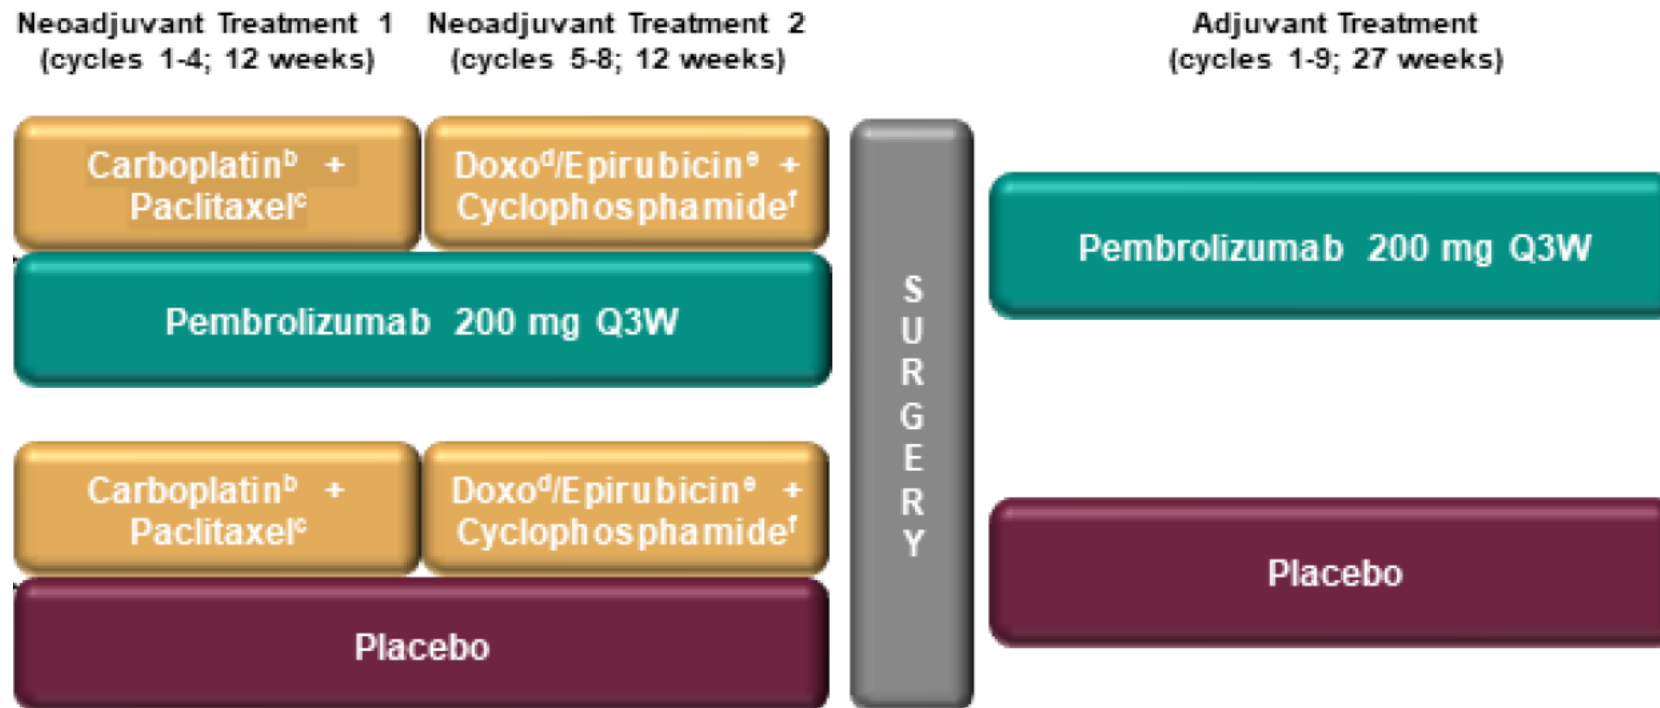 Neoadjuvant Treatment 1
(cycles 1-4; 12 weeks)
Neoadjuvant Treatment 2
(cycles 5-8; 12 weeks)
Adjuvant Treatment
(cycles 1-9; 27 weeks)
Carboplatinᵇ +
Paclitaxelᶜ
Doxoᵈ/Epirubicinᵉ +
Cyclophosphamideᶠ
Pembrolizumab 200 mg Q3W
Carboplatinᵇ +
Paclitaxelᶜ
Doxoᵈ/Epirubicinᵉ +
Cyclophosphamideᶠ
Placebo
S
U
R
G
E
R
Y
Pembrolizumab 200 mg Q3W
Placebo